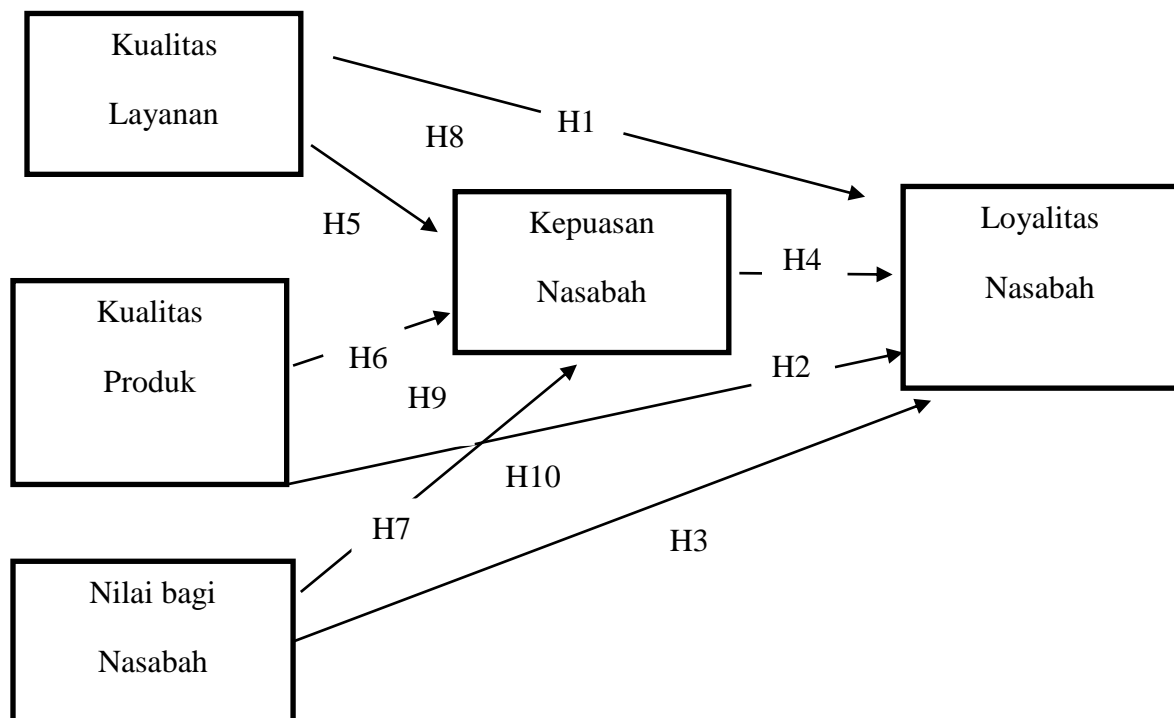 Kualitas
Layanan
H1
H8
H5
Kepuasan
Nasabah
H4
Loyalitas
Nasabah
Kualitas
Produk
H6
H2
H9
H10
H7
H3
Nilai bagi
Nasabah